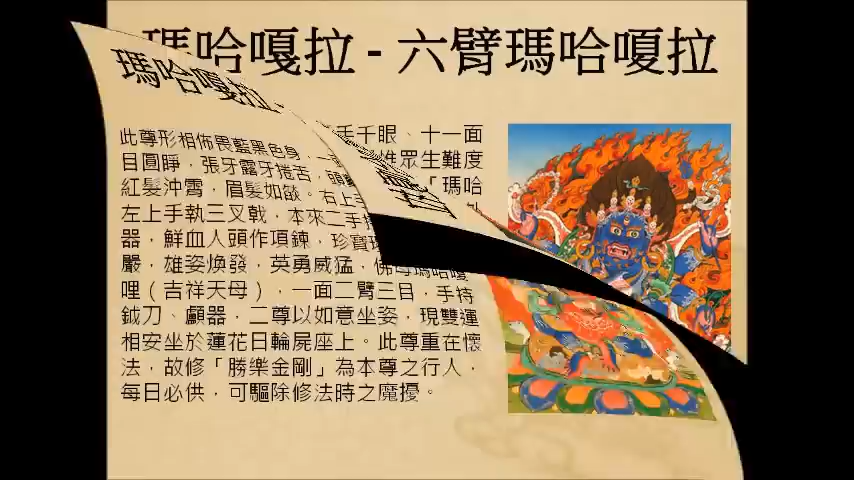 瑪哈嘎拉 - 六臂瑪哈嘎拉
瑪哈嘎拉
手千眼、十一面
眾生難度
「瑪哈
此尊形相怖畏藍黑色身，一
目圓睜，張牙露牙捲舌，頭
紅髮沖霄，眉髮如燄。右上手
左上手執三叉戟，本來二手持
器，鮮血人頭作項鍊，珍寶
嚴，雄姿煥發，英勇威猛，佛母瑪哈嘎
哩（吉祥天母），一面二臂三目，手持
鉞刀、顱器，二尊以如意坐姿，現雙運
相安坐於蓮花日輪屍座上。此尊重在懷
法，故修「勝樂金剛」為本尊之行人，
每日必供，可驅除修法時之魔擾。